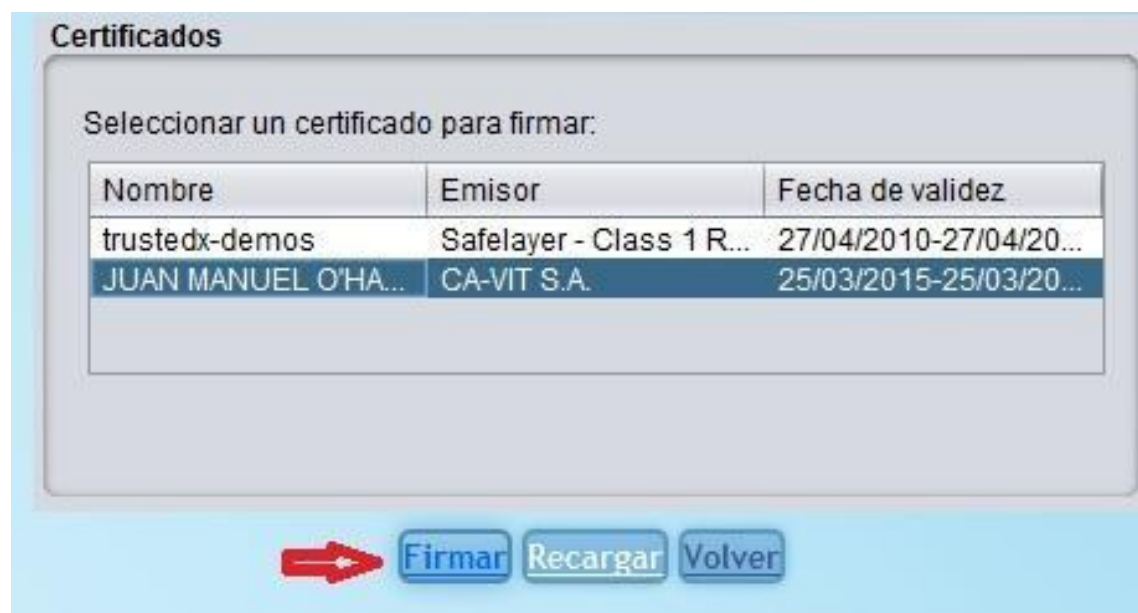 Certificados
Seleccionar un certificado para firmar:
Nombre Emisor Fecha de validez
trustedx-demos Safelayer - Class 1 R... 27/04/2010-27/04/20...
JUAN MANUEL O'HA... CA-VIT S.A. 25/03/2015-25/03/20...
Firmar Recargar Volver